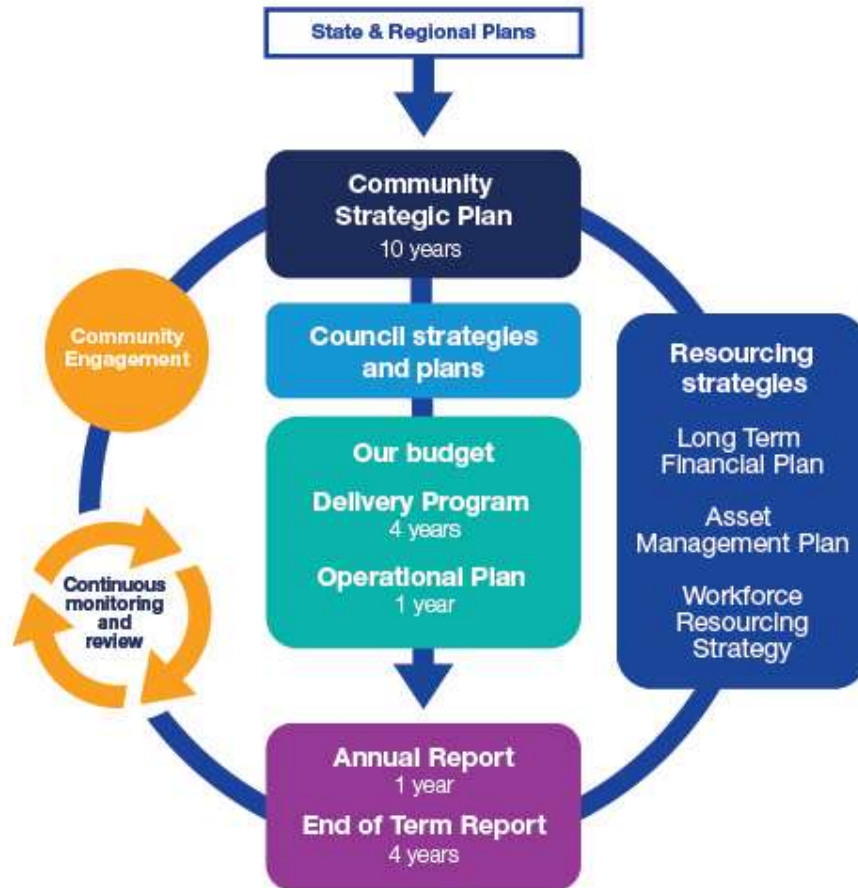 State & Regional Plans
Community
Strategic Plan
10 years
Community
Engagement
Council strategies
and plans
Resourcing
strategies
Long Term
Financial Plan
Asset
Management Plan
Workforce
Resourcing
Strategy
Our budget
Delivery Program
4 years
Operational Plan
1 year
Continuous
monitoring
and
review
Annual Report
1 year
End of Term Report
4 years